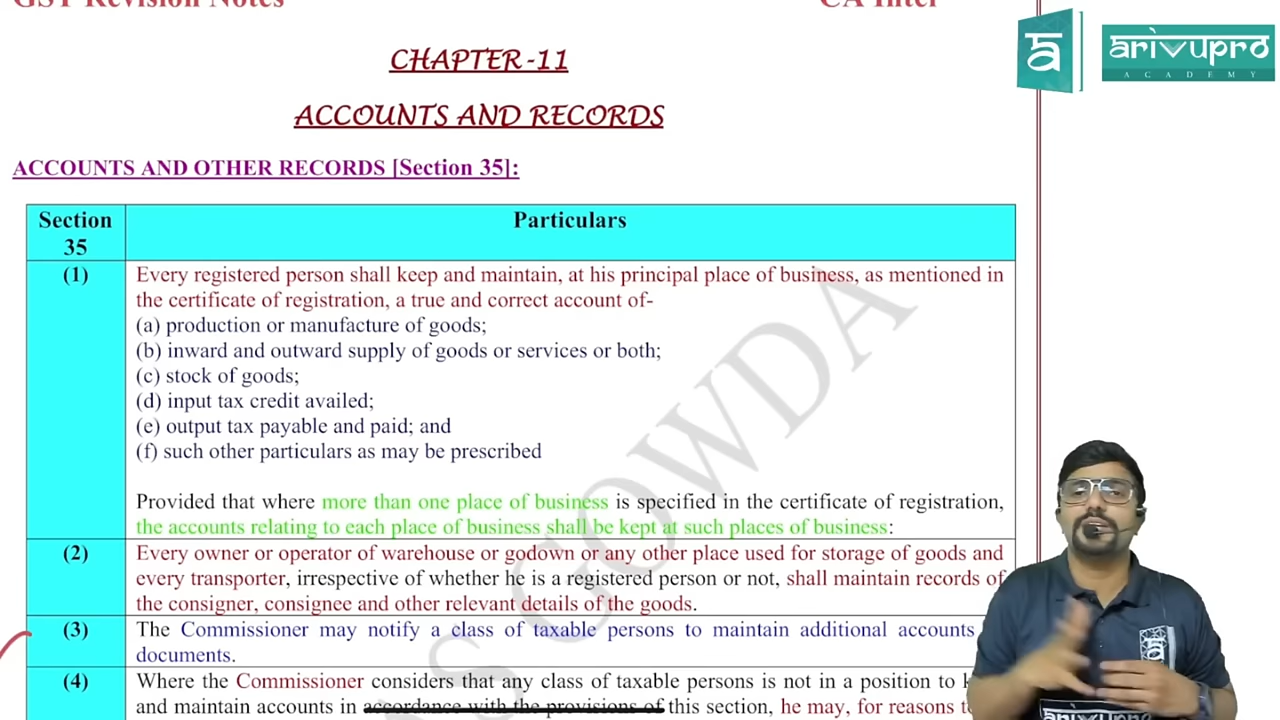 GST Revision Notes
CA Inter
arivupro
ACADEMY
CHAPTER-11
ACCOUNTS AND RECORDS
ACCOUNTS AND OTHER RECORDS [Section 35]:
Section
35
Particulars
(1)
Every registered person shall keep and maintain, at his principal place of business, as mentioned in
the certificate of registration, a true and correct account of-
(a) production or manufacture of goods;
(b) inward and outward supply of goods or services or both;
(c) stock of goods;
(d) input tax credit availed;
(e) output tax payable and paid; and
(f) such other particulars as may be prescribed
Provided that where more than one place of business is specified in the certificate of registration,
the accounts relating to each place of business shall be kept at such places of business:
(2)
Every owner or operator of warehouse or godown or any other place used for storage of goods and
every transporter, irrespective of whether he is a registered person or not, shall maintain records of
the consigner, consignee and other relevant details of the goods.
(3)
The Commissioner may notify a class of taxable persons to maintain additional accounts
documents.
(4)
Where the Commissioner considers that any class of taxable persons is not in a position to
and maintain accounts in accordance with the provisions of this section, he may, for reasons
GOWDA